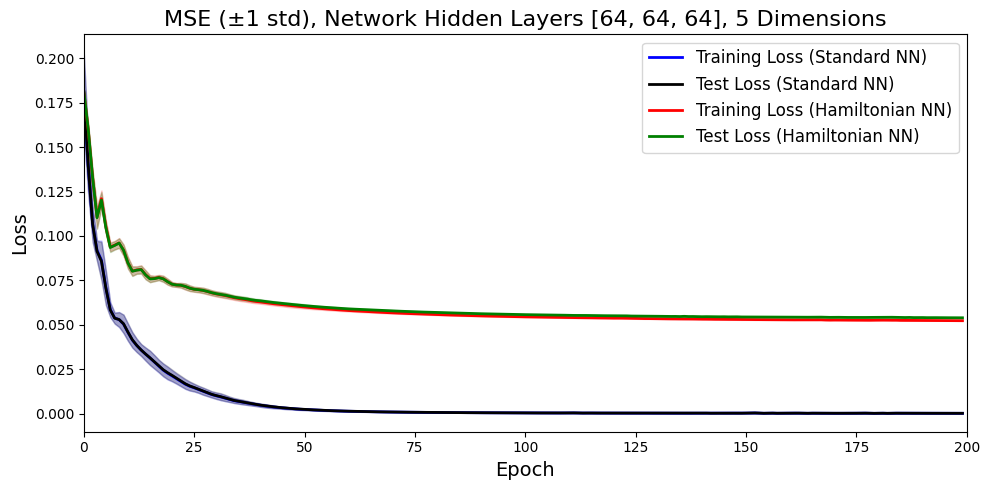 MSE (±1 std), Network Hidden Layers [64, 64, 64], 5 Dimensions
Training Loss (Standard NN)
Test Loss (Standard NN)
Training Loss (Hamiltonian NN)
Test Loss (Hamiltonian NN)
Loss
0.200
0.175
0.150
0.125
0.100
0.075
0.050
0.025
0.000
0 25 50 75 100 125 150 175 200
Epoch